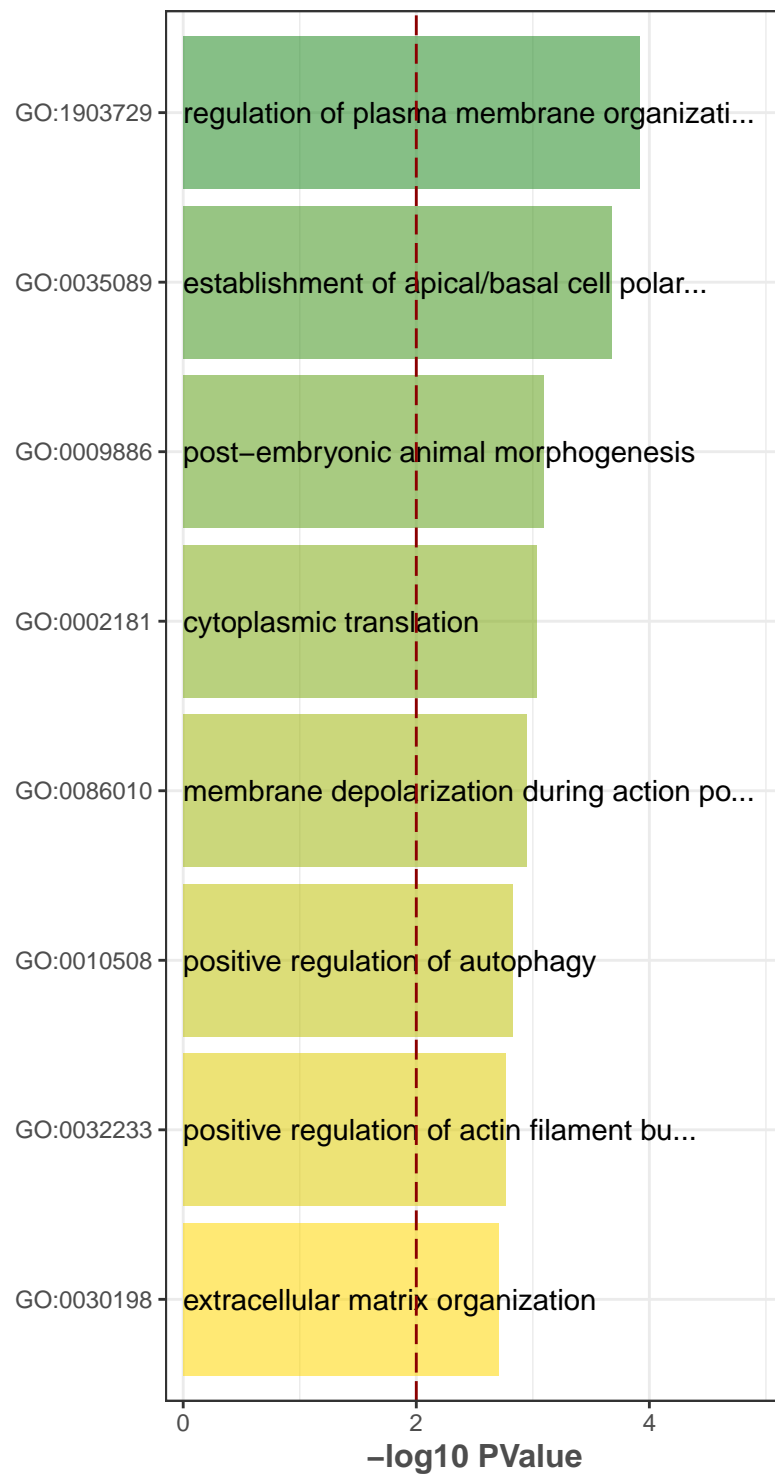 GO:1903729 regulation of plasma membrane organizati...
GO:0035089 establishment of apical/basal cell polar...
GO:0009886 post−embryonic animal morphogenesis
GO:0002181 cytoplasmic translation
GO:0086010 membrane depolarization during action po...
GO:0010508 positive regulation of autophagy
GO:0032233 positive regulation of actin filament bu...
GO:0030198 extracellular matrix organization
0 2 4
−log10 PValue